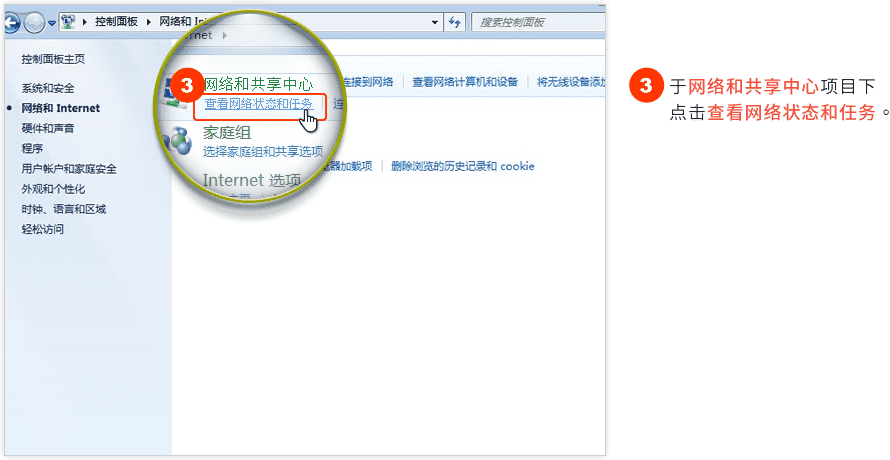 控制面板 网络和 Int
搜索控制面板
ernet
控制面板主页
系统和安全
网络和 Internet
硬件和声音
程序
用户帐户和家庭安全
外观和个性化
时钟、语言和区域
轻松访问
3
网络和共享中心
连接到网络 查看网络计算机和设备 将无线设备添加
查看网络状态和任务 连
家庭组
选择家庭组和共享选项
Internet 选项
器加载项 删除浏览的历史记录和 cookie
3 于网络和共享中心项目下
点击查看网络状态和任务。